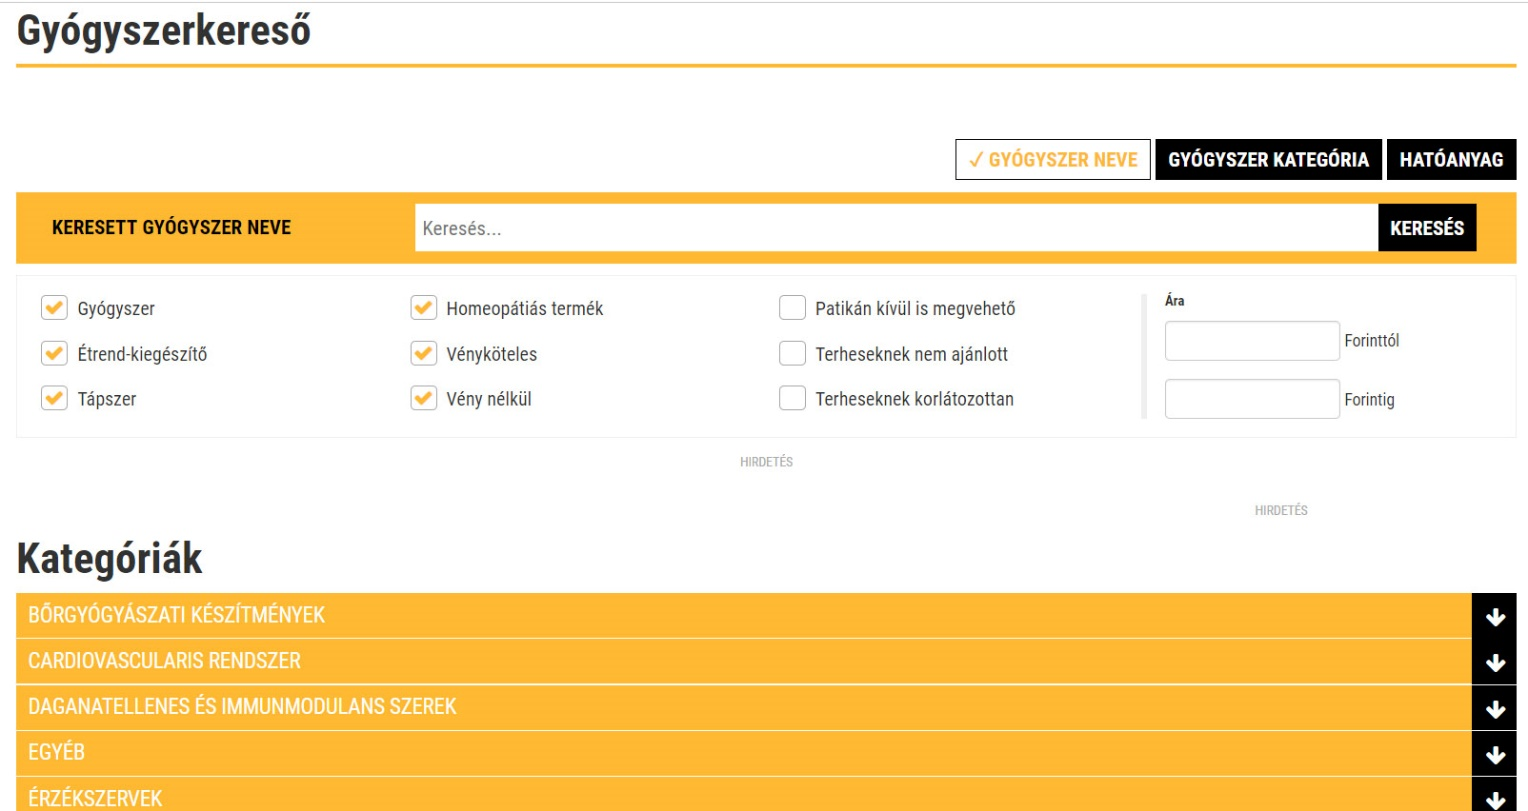 Gyógyszerkereső
✓ GYÓGYSZER NEVE GYÓGYSZER KATEGÓRIA HATÓANYAG
KERESETT GYÓGYSZER NEVE Keresés... KERESÉS
Gyógyszer Homeopátiás termék Patikán kívül is megvehető Ára
Forinttól
Étrend-kiegészítő Vényköteles Terheseknek nem ajánlott
Tápszer Vény nélkül Terheseknek korlátozottan Forintig
HIRDETÉS
HIRDETÉS
Kategóriák
BŐRGYÓGYÁSZATI KÉSZÍTMÉNYEK
CARDIOVASCULARIS RENDSZER
DAGANATELLENES ÉS IMMUNMODULANS SZEREK
EGYÉB
ÉRZÉKSZERVEK